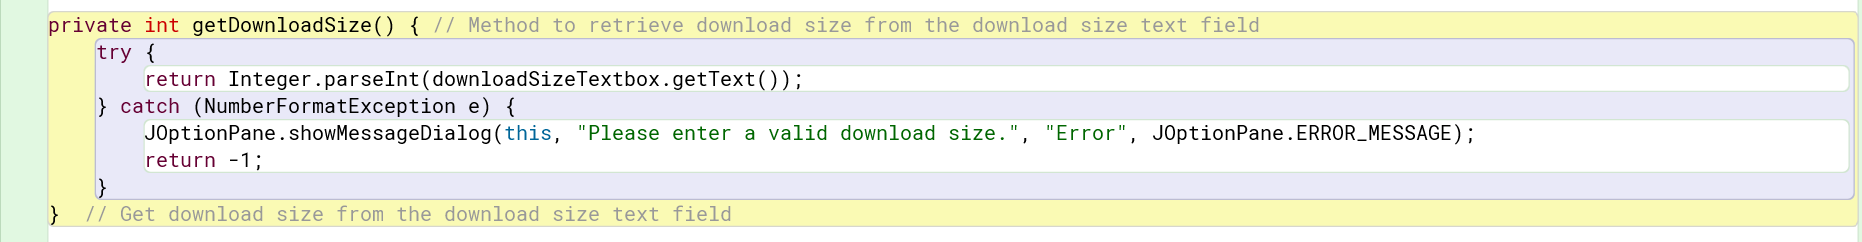 private int getDownloadSize() { // Method to retrieve download size from the download size text field
try {
return Integer.parseInt(downloadSizeTextbox.getText());
} catch (NumberFormatException e) {
JOptionPane.showMessageDialog(this, "Please enter a valid download size.", "Error", JOptionPane.ERROR_MESSAGE);
return -1;
}
} // Get download size from the download size text field